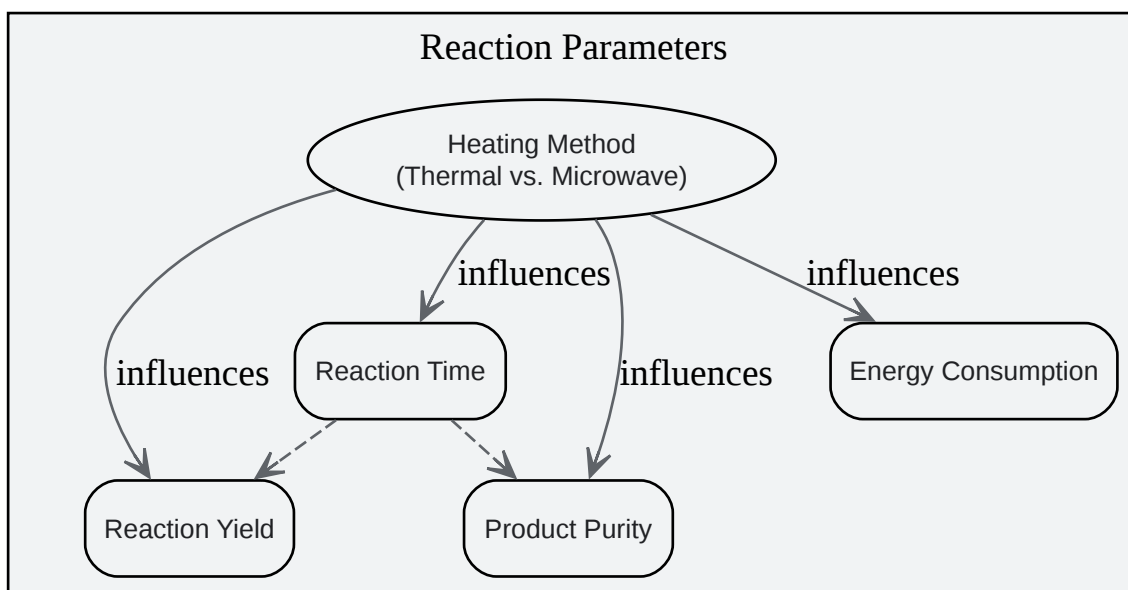 Reaction Parameters
Heating Method
(Thermal vs. Microwave)
influences
influences
influences
influences
Reaction Time
Energy Consumption
Reaction Yield
Product Purity